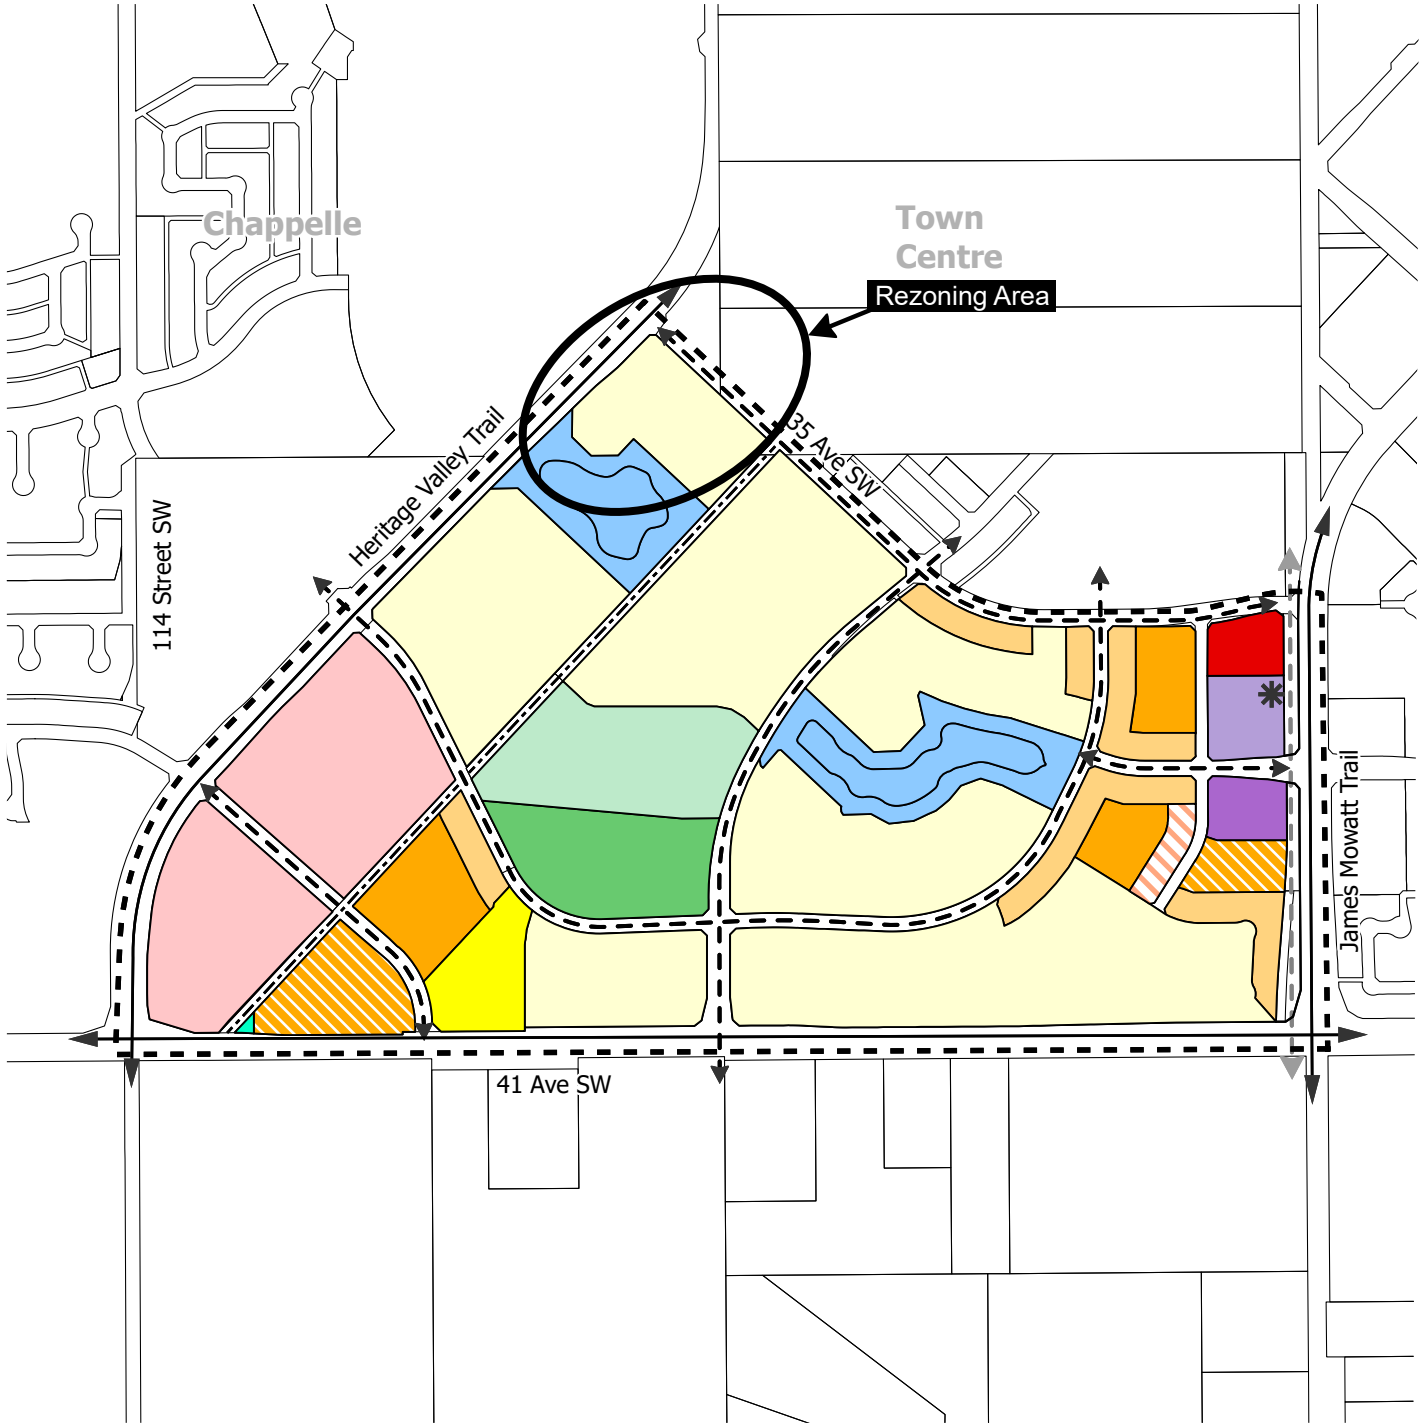 Chappelle
Town
Centre
Rezoning Area
Heritage Valley Trail
35 Ave SW
114 Street SW
James Mowatt Trail
41 Ave SW